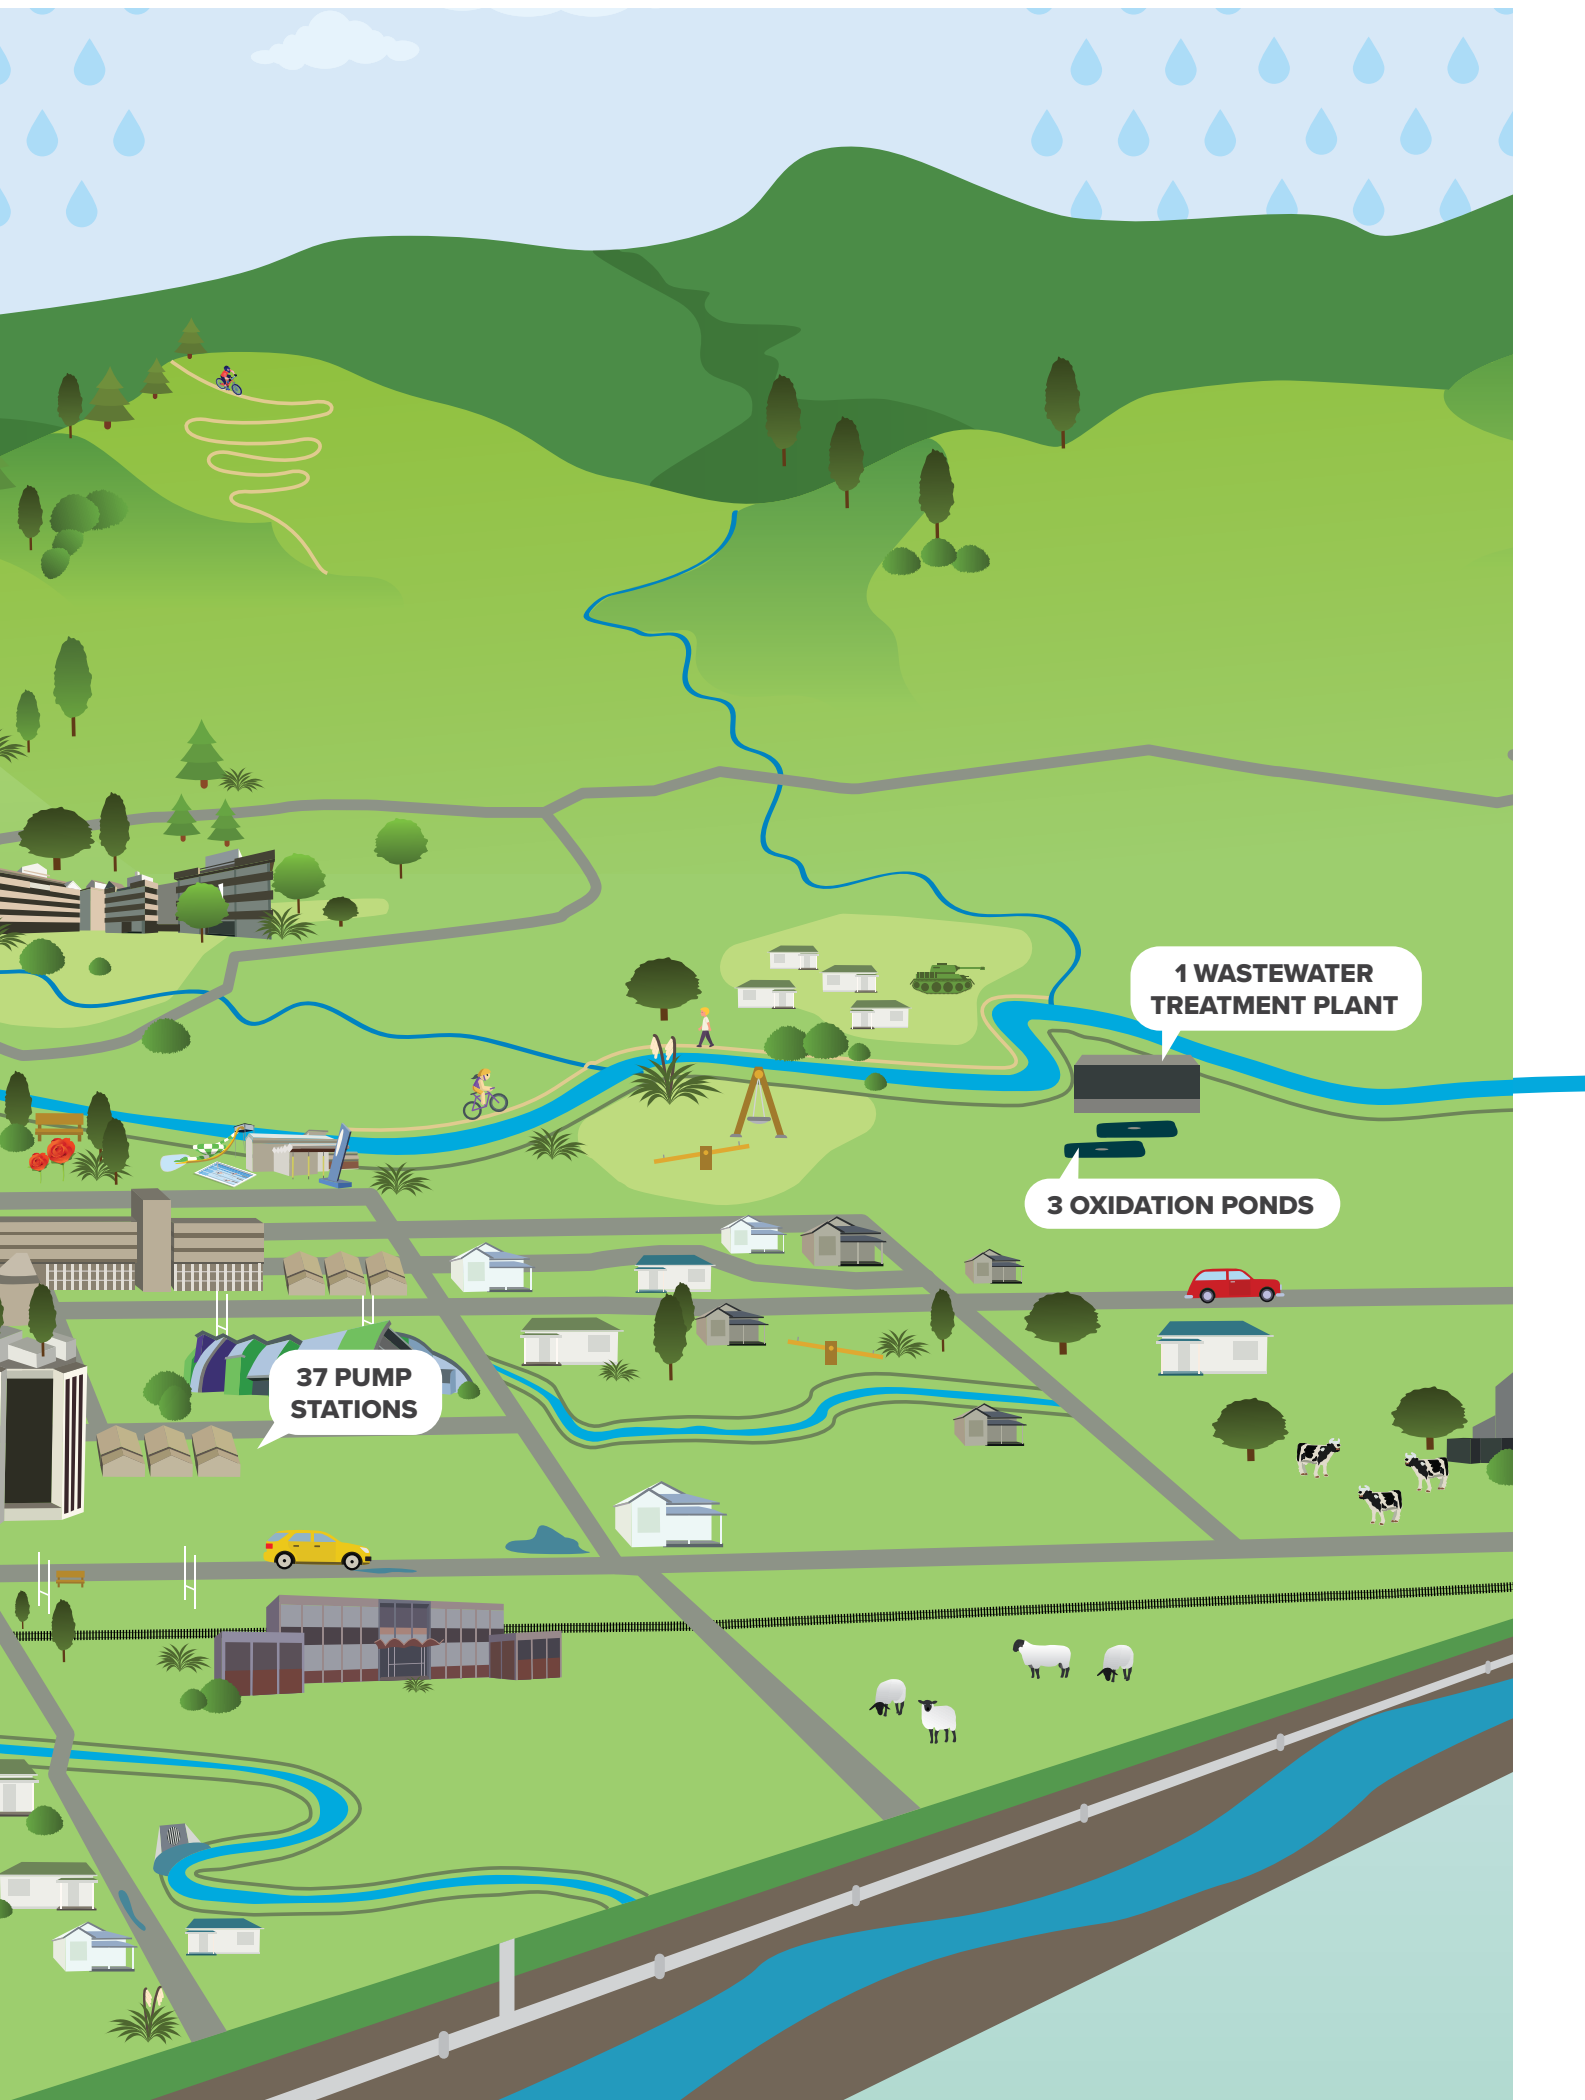 1 WASTEWATER
TREATMENT PLANT
3 OXIDATION PONDS
37 PUMP
STATIONS